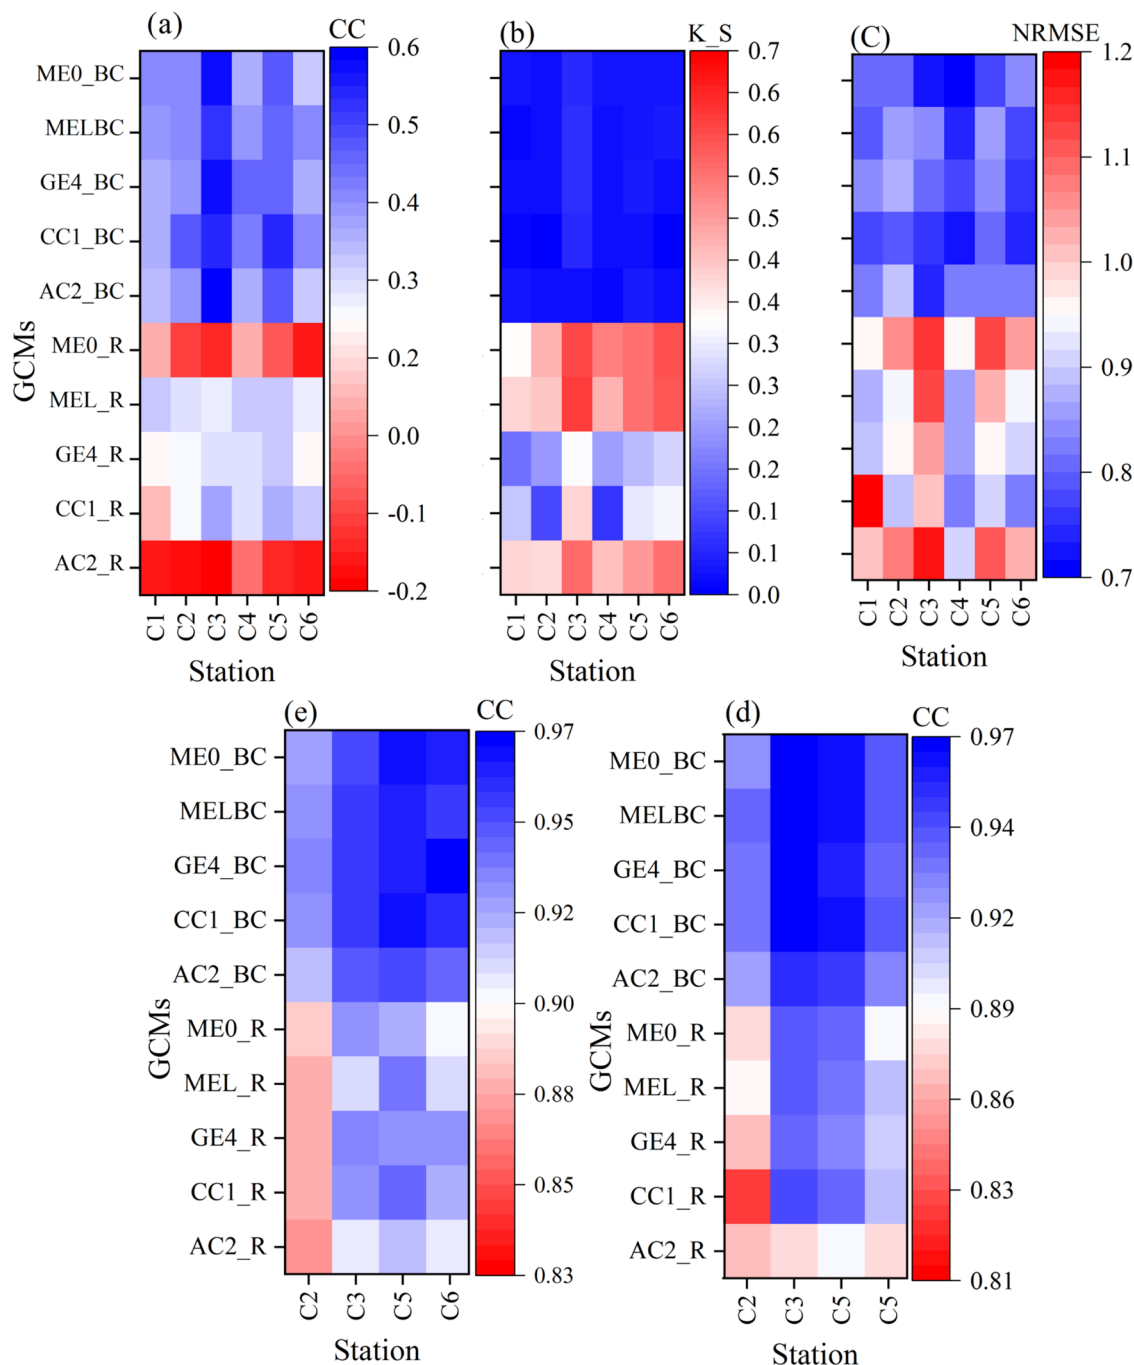 (a)
CC
(b)
K_S
(C)
NRMSE
ME0_BC
MELBC
GE4_BC
CC1_BC
AC2_BC
ME0_R
MEL_R
GE4_R
CC1_R
AC2_R
GCMs
0.6
0.5
0.4
0.3
0.2
0.0
-0.1
-0.2
C1
C2
C3
C4
C5
C6
Station
0.7
0.6
0.5
0.5
0.4
0.4
0.3
0.3
0.2
0.2
0.1
0.1
0.0
C1
C2
C3
C4
C5
C6
Station
1.2
1.1
1.0
0.9
0.8
0.7
C1
C2
C3
C4
C5
C6
Station
(e)
CC
ME0_BC
MELBC
GE4_BC
CC1_BC
AC2_BC
ME0_R
MEL_R
GE4_R
CC1_R
AC2_R
GCMs
0.97
0.95
0.92
0.90
0.88
0.85
0.83
C2
C3
C5
C6
Station
(d)
CC
ME0_BC
MELBC
GE4_BC
CC1_BC
AC2_BC
ME0_R
MEL_R
GE4_R
CC1_R
AC2_R
GCMs
0.97
0.94
0.92
0.89
0.86
0.83
0.81
C2
C3
C5
C5
Station